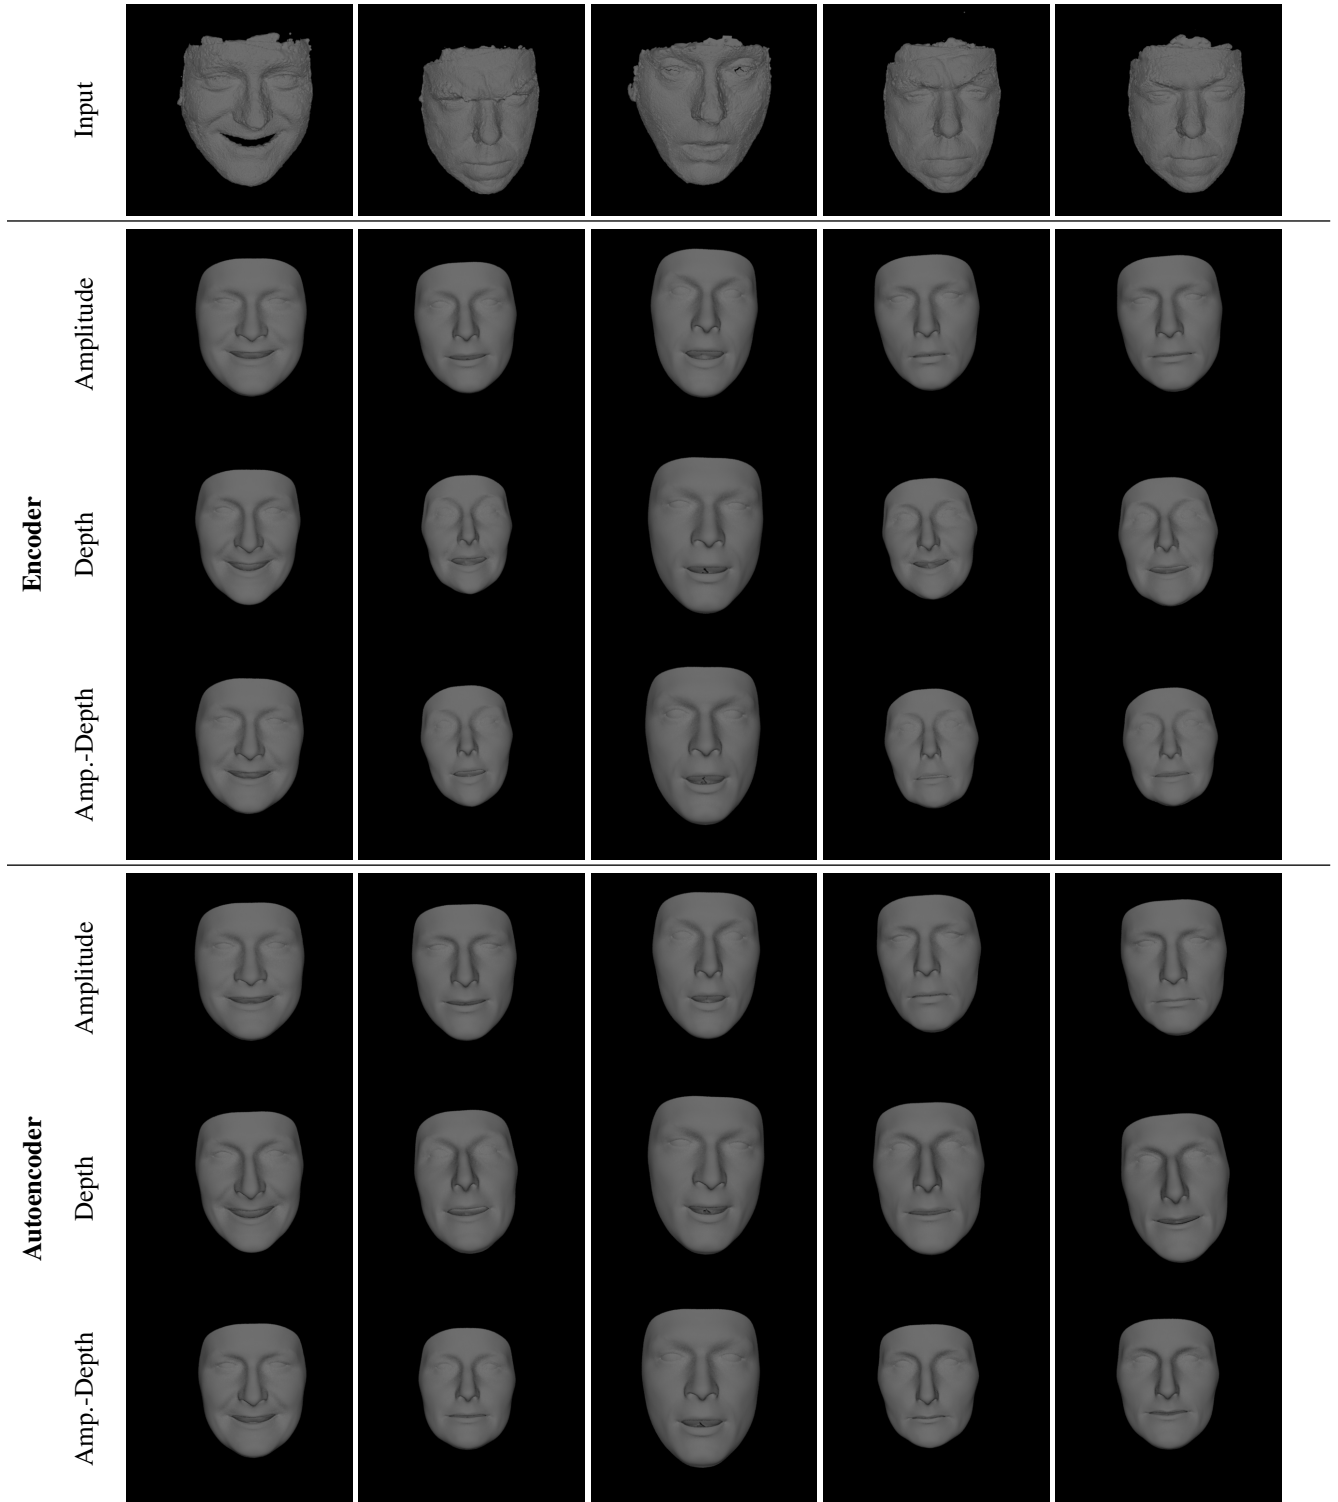 Input
Encoder
Amplitude
Depth
Amp.-Depth
Autoencoder
Amplitude
Depth
Amp.-Depth